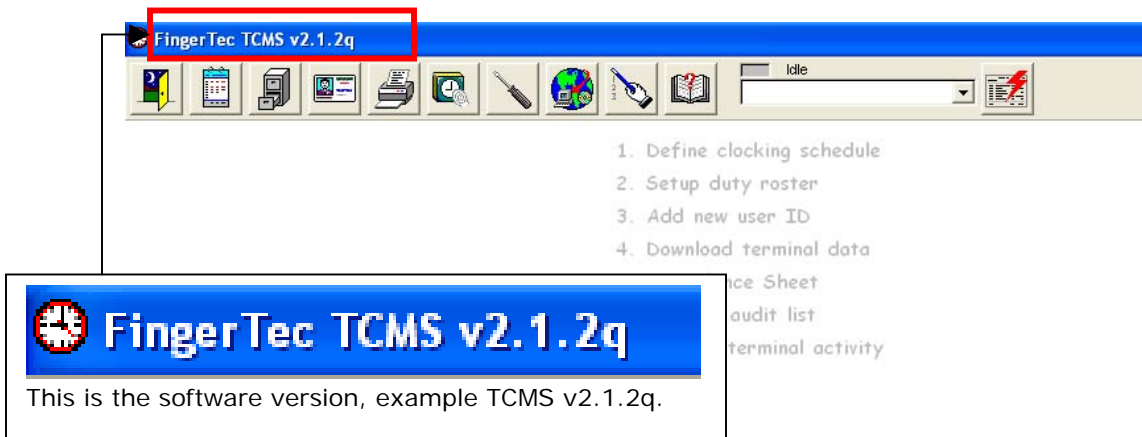 FingerTec TCMS v2.1.2q
Idle
1. Define clocking schedule
2. Setup duty roster
3. Add new user ID
4. Download terminal data
nce Sheet
audit list
terminal activity
FingerTec TCMS v2.1.2q
This is the software version, example TCMS v2.1.2q.